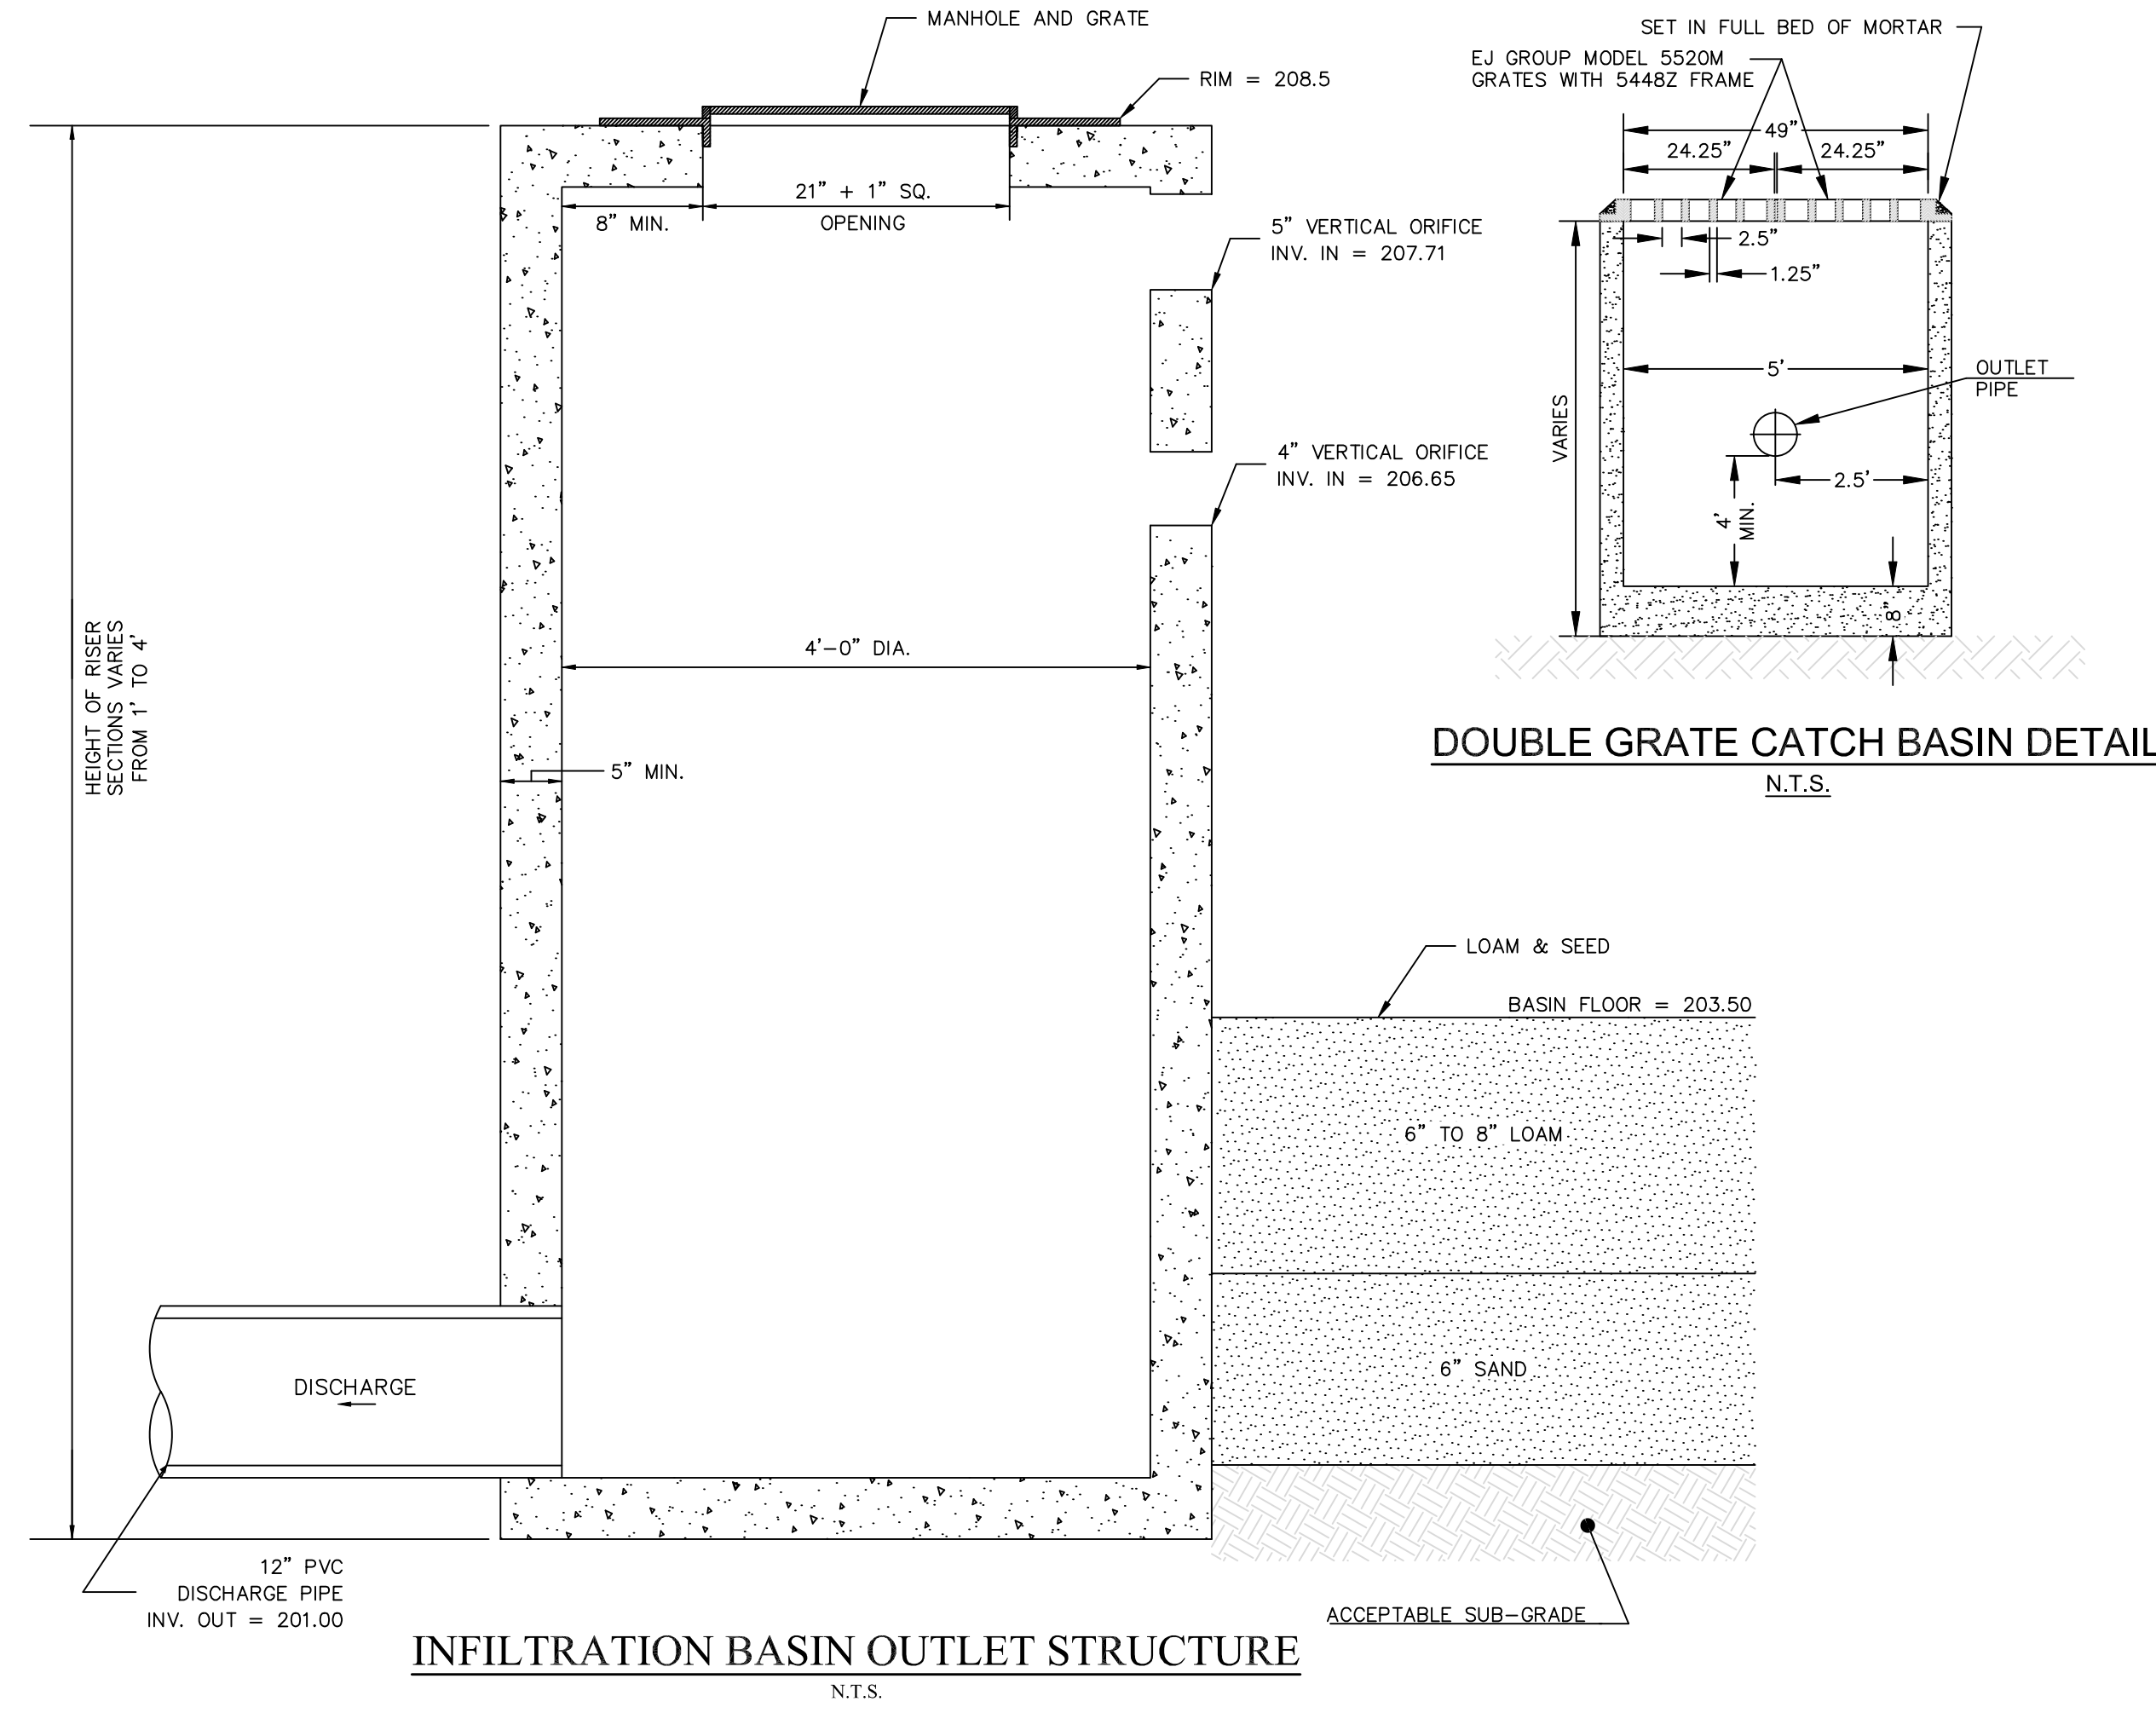 MANHOLE AND GRATE
RIM = 208.5
21" + 1" SQ.
OPENING
8" MIN.
5" VERTICAL ORIFICE
INV. IN = 207.71
4" VERTICAL ORIFICE
INV. IN = 206.65
HEIGHT OF RISER
SECTIONS VARIES
FROM 1' TO 4'
4'-0" DIA.
5" MIN.
LOAM & SEED
BASIN FLOOR = 203.50
6" TO 8" LOAM
6" SAND
DISCHARGE
12" PVC
DISCHARGE PIPE
INV. OUT = 201.00
ACCEPTABLE SUB-GRADE
INFILTRATION BASIN OUTLET STRUCTURE
N.T.S.
SET IN FULL BED OF MORTAR
EJ GROUP MODEL 5520M
GRATES WITH 5448Z FRAME
49"
24.25"
24.25"
2.5"
1.25"
5'
OUTLET
PIPE
VARIES
2.5'
4'
MIN.
8"
DOUBLE GRATE CATCH BASIN DETAIL
N.T.S.